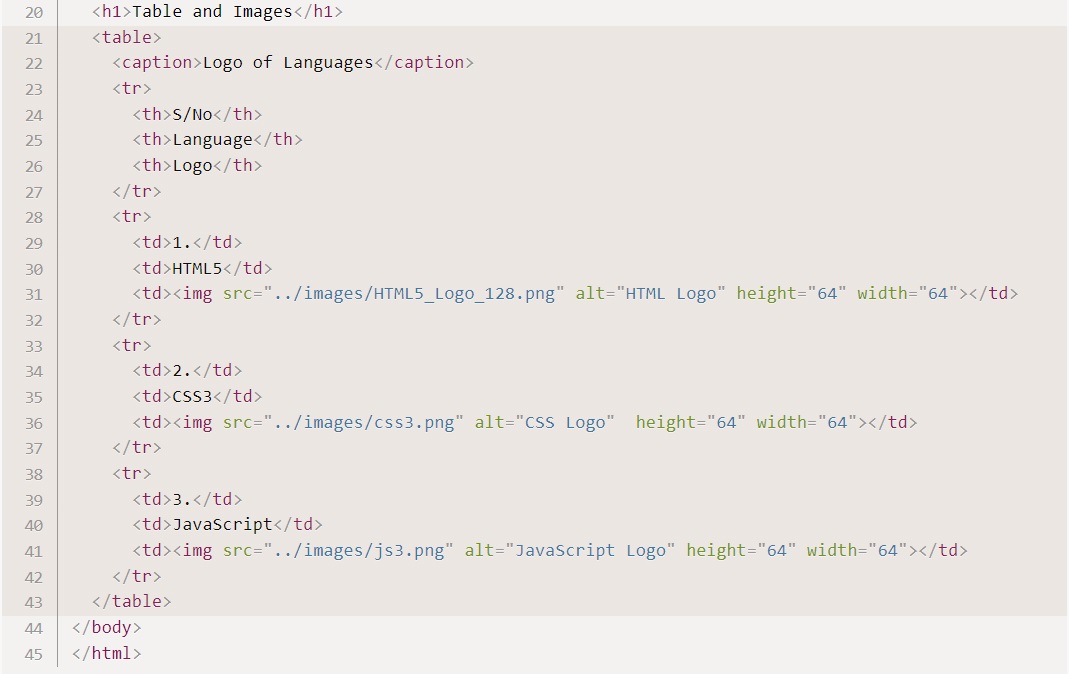 20 <h1>Table and Images</h1>
21 <table>
22 <caption>Logo of Languages</caption>
23 <tr>
24 <th>S/No</th>
25 <th>Language</th>
26 <th>Logo</th>
27 </tr>
28 <tr>
29 <td>1.</td>
30 <td>HTML5</td>
31 <td><img src="../images/HTML5_Logo_128.png" alt="HTML Logo" height="64" width="64"></td>
32 </tr>
33 <tr>
34 <td>2.</td>
35 <td>CSS3</td>
36 <td><img src="../images/css3.png" alt="CSS Logo"  height="64" width="64"></td>
37 </tr>
38 <tr>
39 <td>3.</td>
40 <td>JavaScript</td>
41 <td><img src="../images/js3.png" alt="JavaScript Logo" height="64" width="64"></td>
42 </tr>
43 </table>
44 </body>
45 </html>